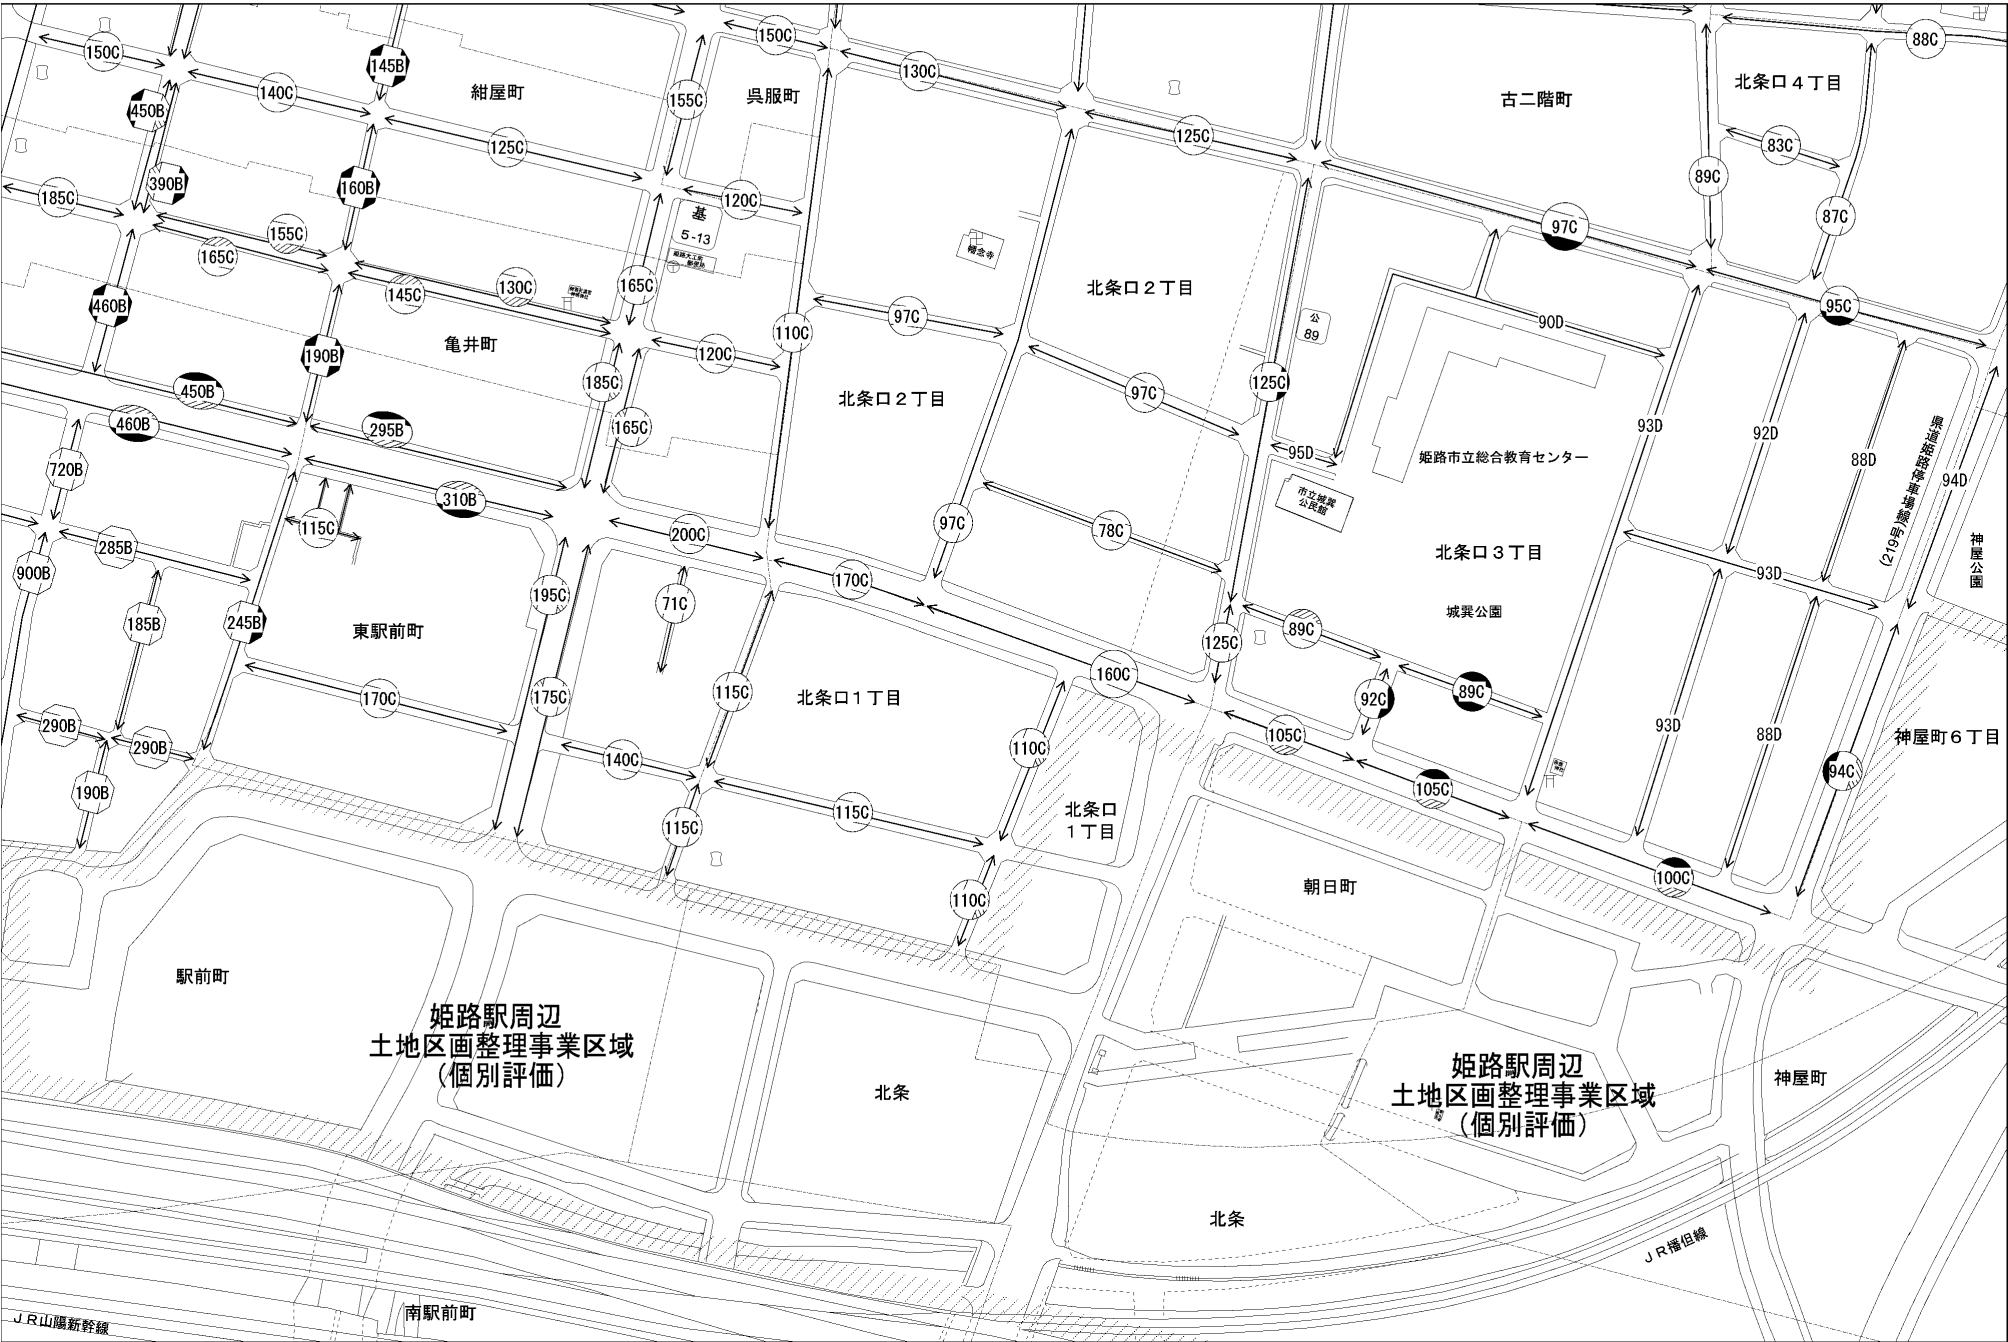 150C
88C
150C
145B
130C
北条口４丁目
140C
紺屋町
155C
呉服町
古二階町
450B
125C
125C
83C
390B
160B
89C
185C
120C
基
5-13
87C
155C
97C
165C
幡念寺
130C
165C
145C
北条口２丁目
460B
97C
公
89
90D
95C
110C
亀井町
190B
120C
450B
185C
125C
97C
北条口２丁目
460B
295B
165C
93D
92D
県道姫路停車場線
(219号)
95D
姫路市立総合教育センター
88D
720B
94D
310B
市立城巽
公民館
115C
97C
78C
200C
285B
北条口３丁目
神屋公園
900B
170C
93D
195C
71C
城巽公園
185B
245B
東駅前町
89C
125C
160C
170C
175C
115C
北条口１丁目
92C
89C
290B
290B
93D
88D
神屋町６丁目
105C
110C
140C
94C
190B
105C
115C
115C
北条口
１丁目
100C
朝日町
110C
駅前町
姫路駅周辺
土地区画整理事業区域
（個別評価）
姫路駅周辺
土地区画整理事業区域
（個別評価）
神屋町
北条
北条
ＪＲ播但線
南駅前町
ＪＲ山陽新幹線